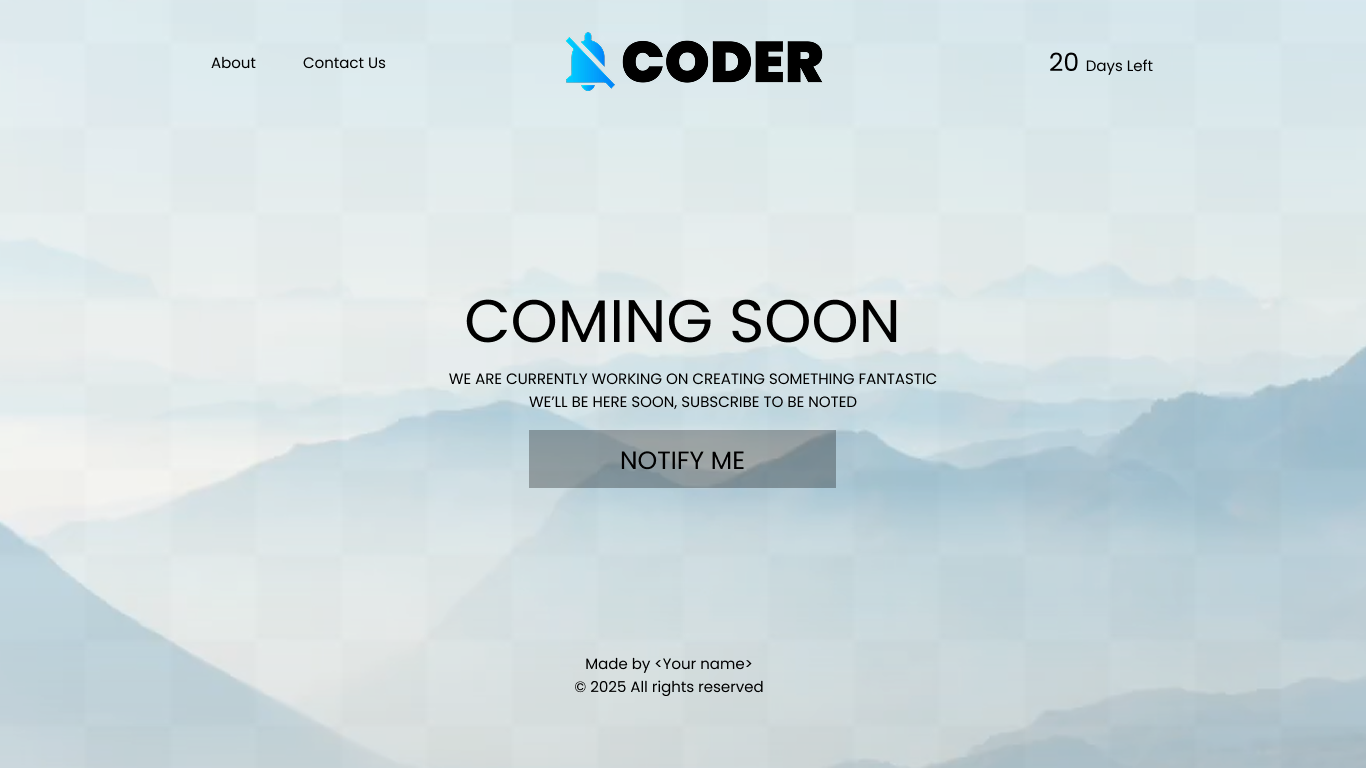 About
Contact Us
CODER
20 Days Left
COMING SOON
WE ARE CURRENTLY WORKING ON CREATING SOMETHING FANTASTIC
WE’LL BE HERE SOON, SUBSCRIBE TO BE NOTED
NOTIFY ME
Made by <Your name>
© 2025 All rights reserved